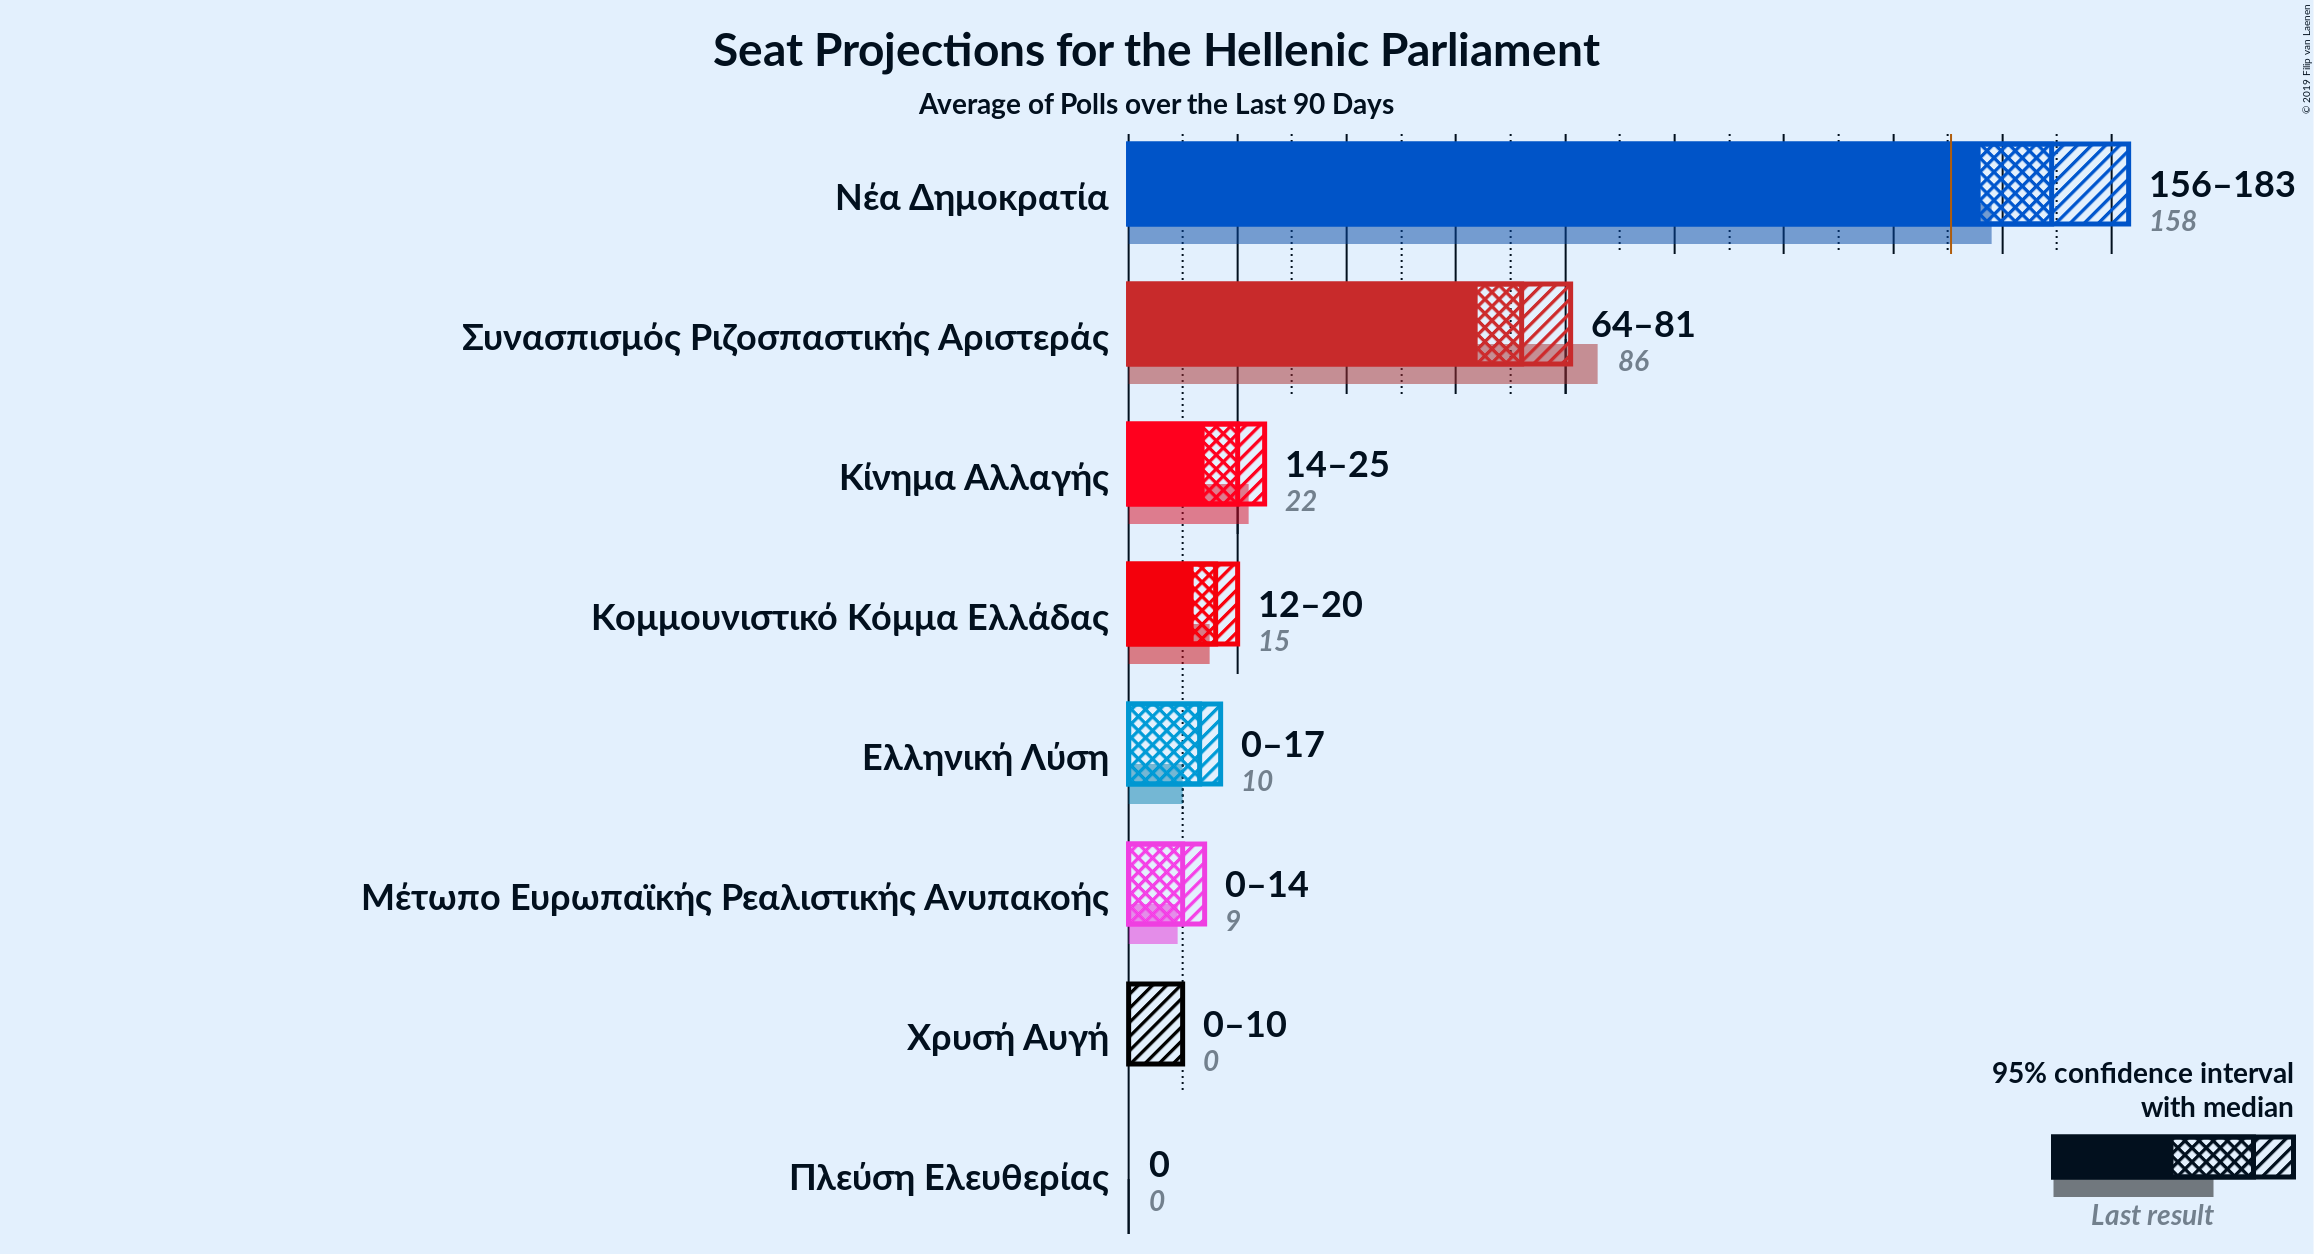 Seat Projections for the Hellenic Parliament
Average of Polls over the Last 90 Days
© 2019 Filip van Laenen
Νέα Δημοκρατία
156–183
158
Συνασπισμός Ριζοσπαστικής Αριστεράς
64–81
86
Κίνημα Αλλαγής
14–25
22
Κομμουνιστικό Κόμμα Ελλάδας
12–20
15
Ελληνική Λύση
0–17
10
Μέτωπο Ευρωπαϊκής Ρεαλιστικής Ανυπακοής
0–14
9
Χρυσή Αυγή
0–10
0
Πλεύση Ελευθερίας
0
0
95% confidence interval
with median
Last result